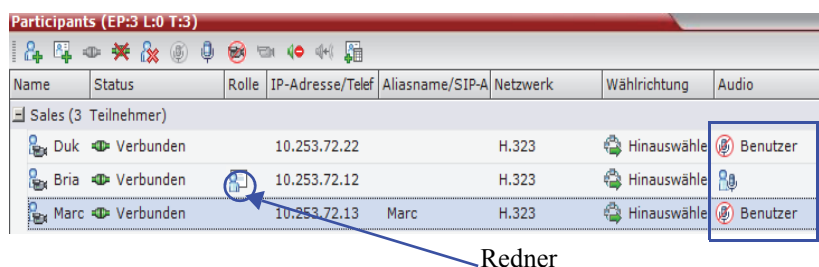 Participants (EP:3 L:0 T:3)
Name Status Rolle IP-Adresse/Telef Aliasname/SIP-A Netzwerk Wählrichtung Audio
Sales (3 Teilnehmer)
Duk Verbunden 10.253.72.22 H.323 Hinauswähle Benutzer
Bria Verbunden 10.253.72.12 H.323 Hinauswähle
Marc Verbunden 10.253.72.13 Marc H.323 Hinauswähle Benutzer
Redner